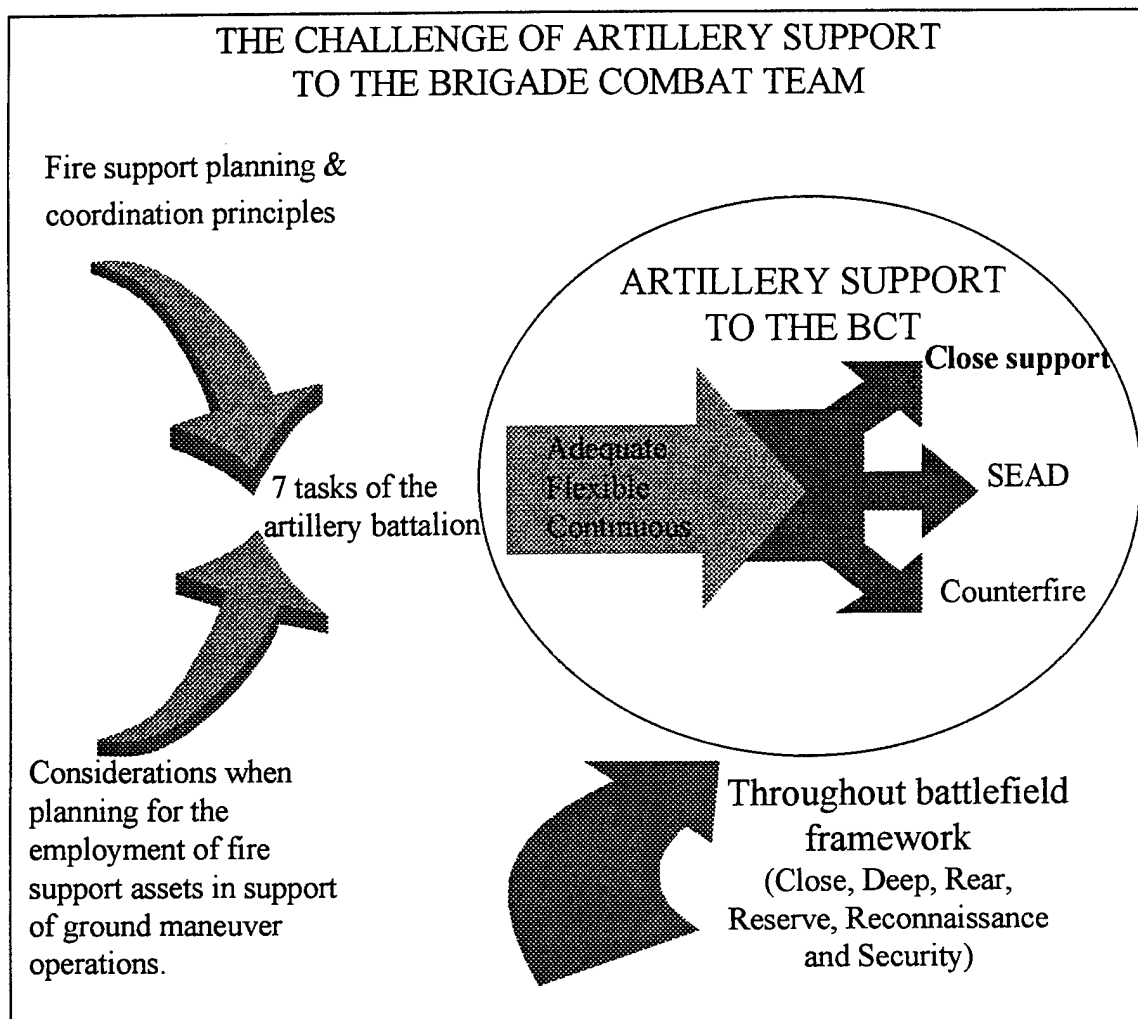 THE CHALLENGE OF ARTILLERY SUPPORT
TO THE BRIGADE COMBAT TEAM
Fire support planning &
coordination principles
7 tasks of the
artillery battalion
Considerations when
planning for the
employment of fire
support assets in support
of ground maneuver
operations.
ARTILLERY SUPPORT
TO THE BCT
Adequate
Flexible
Continuous
Close support
SEAD
Counterfire
Throughout battlefield
framework
(Close, Deep, Rear,
Reserve, Reconnaissance
and Security)